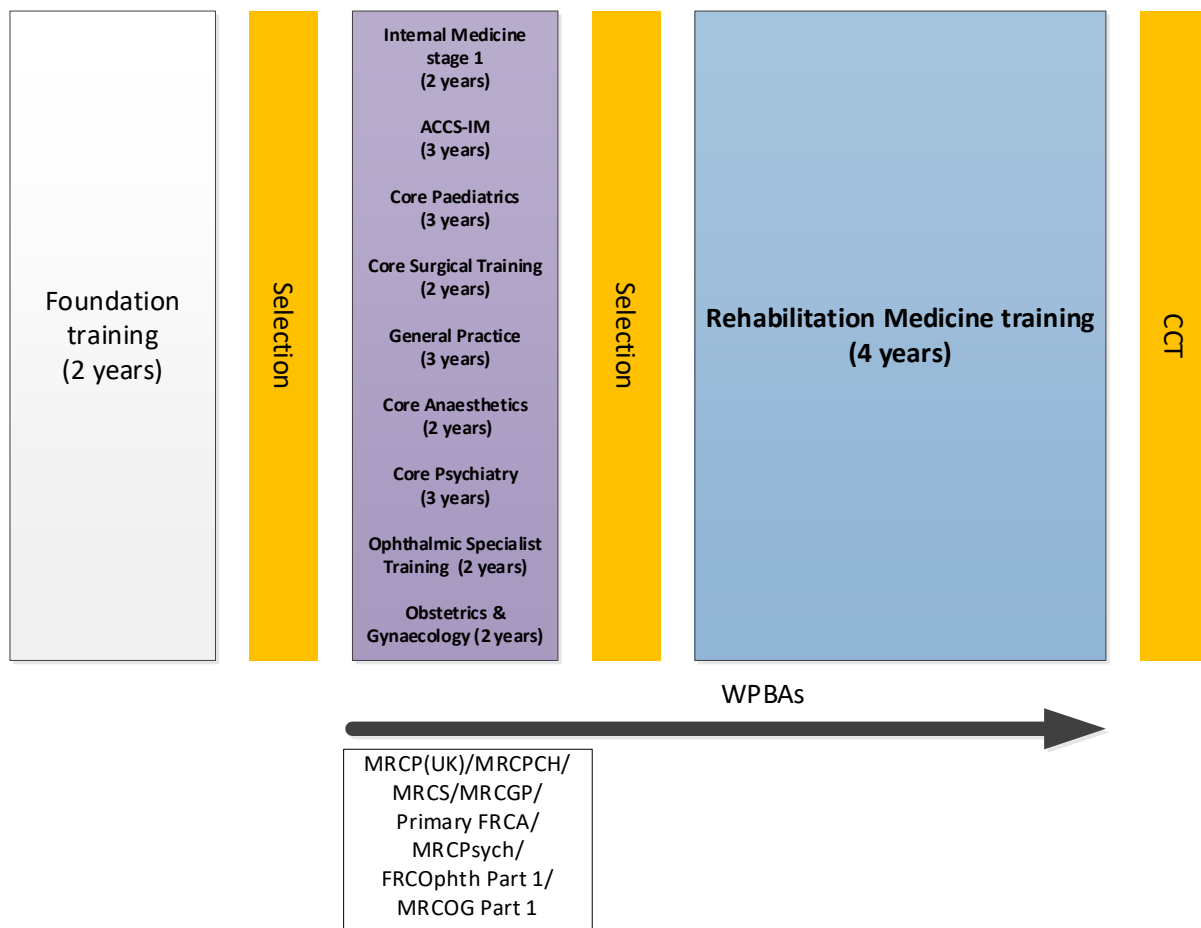 Foundation
training
(2 years)
Selection
Internal Medicine
stage 1
(2 years)
ACCS-IM
(3 years)
Core Paediatrics
(3 years)
Core Surgical Training
(2 years)
General Practice
(3 years)
Core Anaesthetics
(2 years)
Core Psychiatry
(3 years)
Ophthalmic Specialist
Training (2 years)
Obstetrics &
Gynaecology (2 years)
Selection
Rehabilitation Medicine training
(4 years)
CCT
WPBAs
MRCP(UK)/MRCPCH/
MRCS/MRCGP/
Primary FRCA/
MRCPsych/
FRCOphth Part 1/
MRCOG Part 1